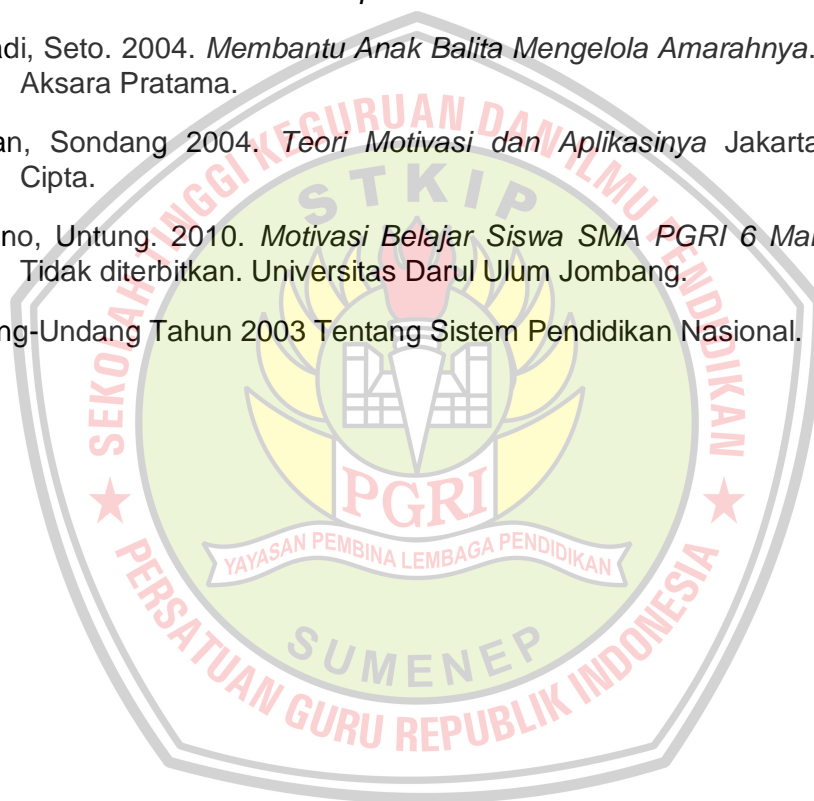 adi, Seto. 2004. Membantu Anak Balita Mengelola Amarahnya.
Aksara Pratama.
an, Sondang 2004. Teori Motivasi dan Aplikasinya Jakarta
Cipta.
no, Untung. 2010. Motivasi Belajar Siswa SMA PGRI 6 Mal
Tidak diterbitkan. Universitas Darul Ulum Jombang.
ng-Undang Tahun 2003 Tentang Sistem Pendidikan Nasional.
SEKOLAH TINGGI KEGURUAN DAN ILMU PENDIDIKAN
STKIP
PGRI
YAYASAN PEMBINA LEMBAGA PENDIDIKAN
SUMENEP
PERSATUAN GURU REPUBLIK INDONESIA